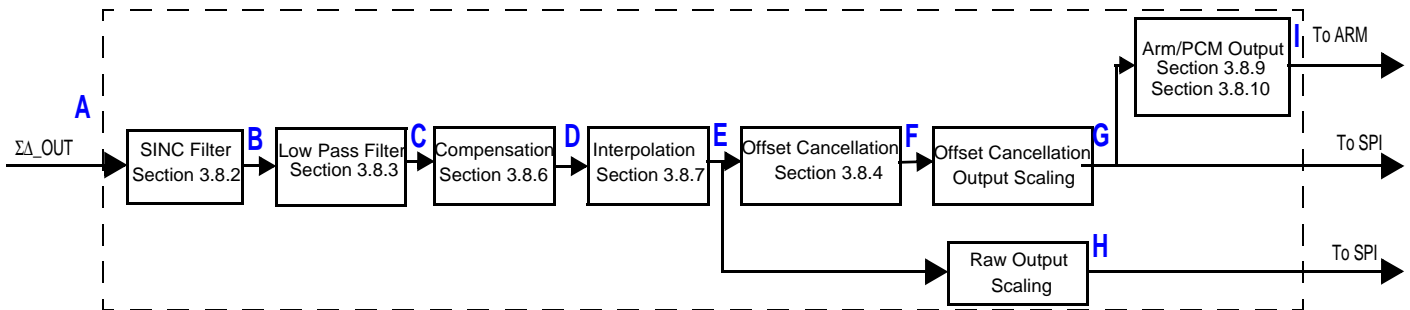 I
To ARM
Arm/PCM Output
Section 3.8.9
Section 3.8.10
A
ΣΔ_OUT
SINC Filter
Section 3.8.2
B
Low Pass Filter
Section 3.8.3
C
Compensation
Section 3.8.6
D
Interpolation
Section 3.8.7
E
Offset Cancellation
Section 3.8.4
F
Offset Cancellation
Output Scaling
G
To SPI
Raw Output
Scaling
H
To SPI